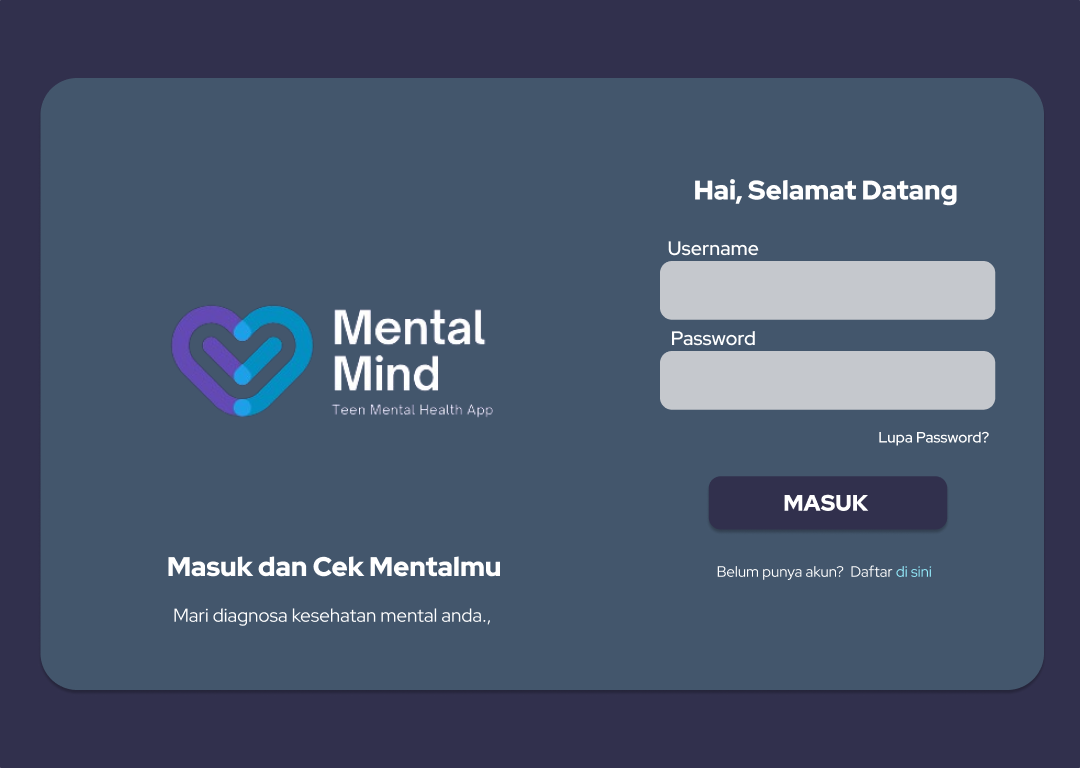 Mental
Mind
Teen Mental Health App
Masuk dan Cek Mentalmu
Mari diagnosa kesehatan mental anda.,
Hai, Selamat Datang
Username
Password
Lupa Password?
MASUK
Belum punya akun? Daftar di sini